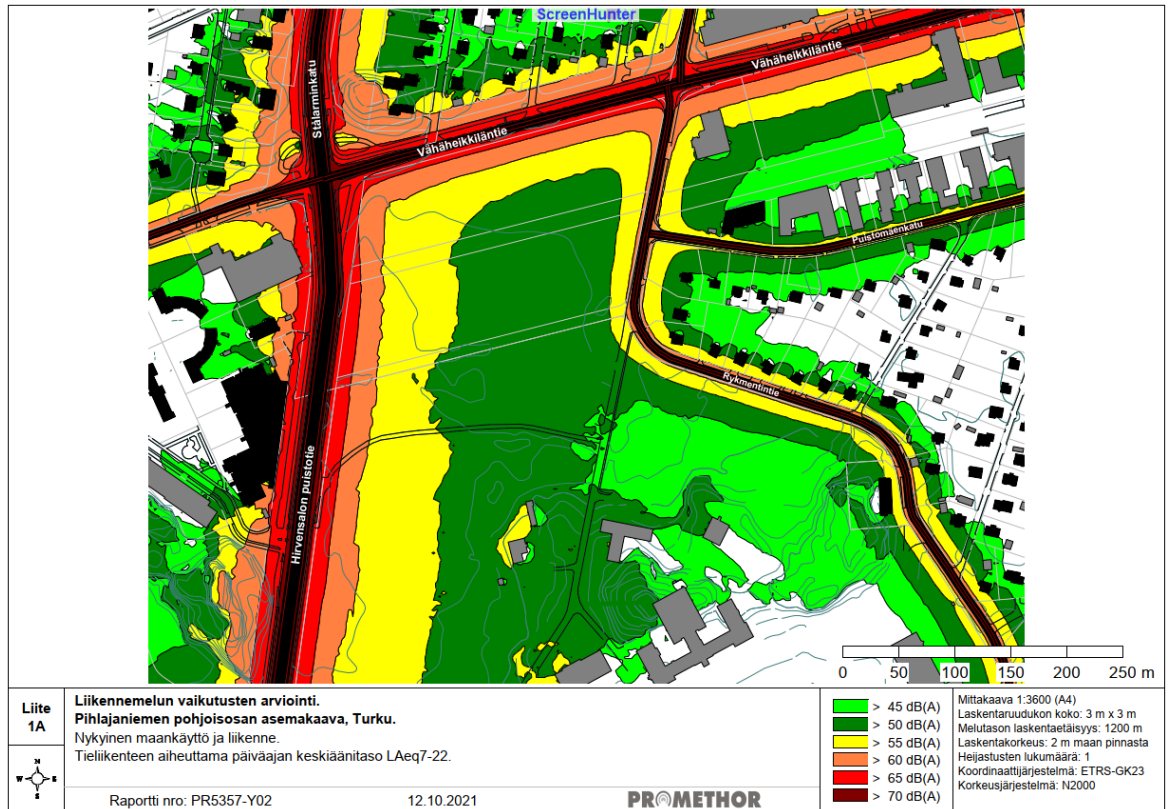 ScreenHunter
Stålarminkatu
Vähäheikkiläntie
Vähäheikkiläntie
Puistomäenkatu
Rykmentintie
Hirvensalon puistotie
0 50 100 150 200 250 m
Liite
1A
N
W E
S
Liikennemelun vaikutusten arviointi.
Pihlajaniemen pohjoisosan asemakaava, Turku.
Nykyinen maankäyttö ja liikenne.
Tieliikenteen aiheuttama päiväajan keskiäänitaso LAeq7-22.
Raportti nro: PR5357-Y02 12.10.2021 PROMETHOR
> 45 dB(A)
> 50 dB(A)
> 55 dB(A)
> 60 dB(A)
> 65 dB(A)
> 70 dB(A)
Mittakaava 1:3600 (A4)
Laskentaruudukon koko: 3 m x 3 m
Melutason laskentaetäisyys: 1200 m
Laskentakorkeus: 2 m maan pinnasta
Heijastusten lukumäärä: 1
Koordinaattijärjestelmä: ETRS-GK23
Korkeusjärjestelmä: N2000